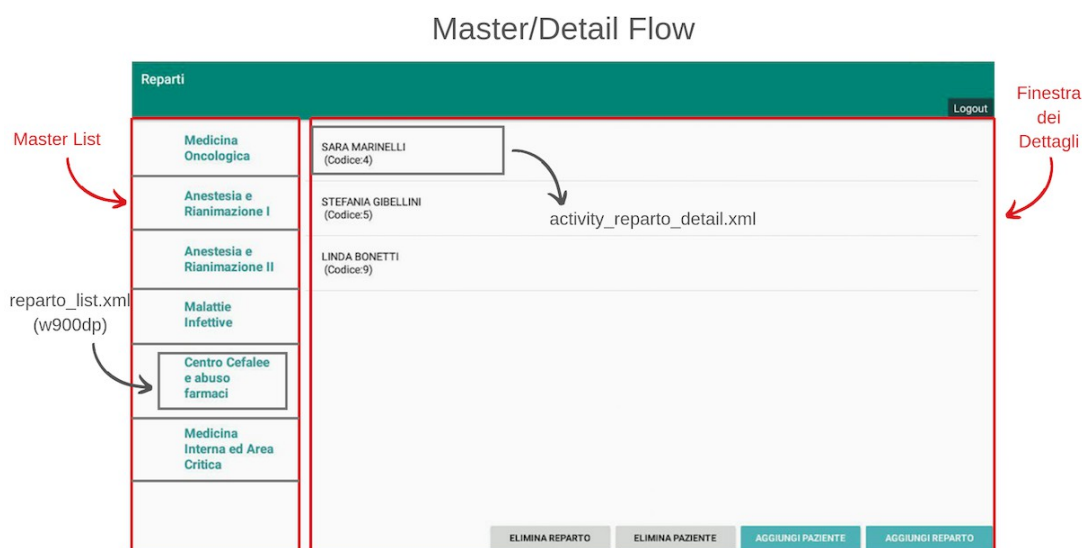 Master/Detail Flow
Reparti
Logout
Master List
Finestra
dei
Dettagli
Medicina
Oncologica
Anestesia e
Rianimazione I
Anestesia e
Rianimazione II
Malattie
Infettive
Centro Cefalee
e abuso
farmaci
Medicina
Interna ed Area
Critica
reparto_list.xml
(w900dp)
SARA MARINELLI
(Codice:4)
STEFANIA GIBELLINI
(Codice:5)
LINDA BONETTI
(Codice:9)
activity_reparto_detail.xml
ELIMINA REPARTO
ELIMINA PAZIENTE
AGGIUNGI PAZIENTE
AGGIUNGI REPARTO